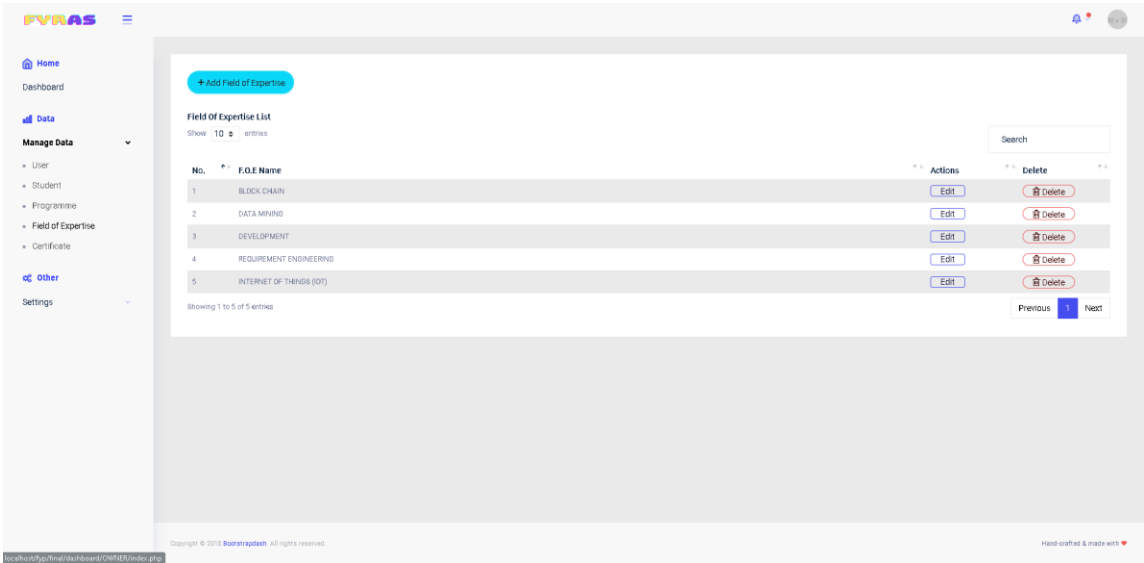 FYRAS
Home
Dashboard
Data
Manage Data
User
Student
Programme
Field of Expertise
Certificate
Other
Settings
+Add Field of Expertise
Field Of Expertise List
Show 10 entries
Search
No. F.O.E Name Actions Delete
1 BLOCK CHAIN Edit Delete
2 DATA MINING Edit Delete
3 DEVELOPMENT Edit Delete
4 REQUIREMENT ENGINEERING Edit Delete
5 INTERNET OF THINGS (IOT) Edit Delete
Showing 1 to 5 of 5 entries
Previous 1 Next
Copyright © 2018 Bootstrapdash. All rights reserved. Hand-crafted & made with
localhost/fyp/final/dashboard/OWNER/index.php